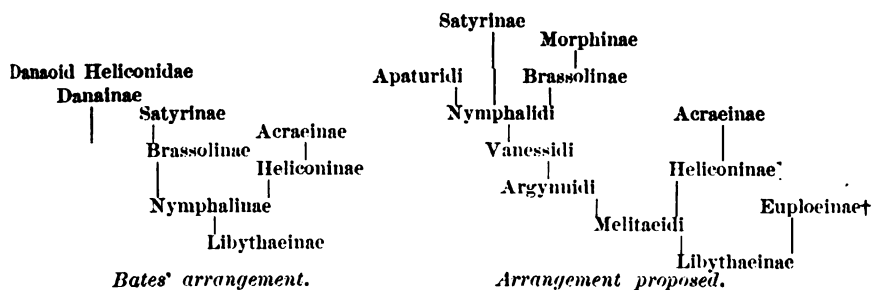 Danaoid Heliconidae
Danainae
Satyrinae
Brassolinae
Acraeinae
Heliconinae
Nymphalinae
Libythaeinae
Bates' arrangement.
Satyrinae
Morphinae
Apaturidi
Brassolinae
Nymphalidi
Acraeinae
Vanessidi
Heliconinae*
Argynnidi
Euploeinae†
Melitaeidi
Libythaeinae
Arrangement proposed.